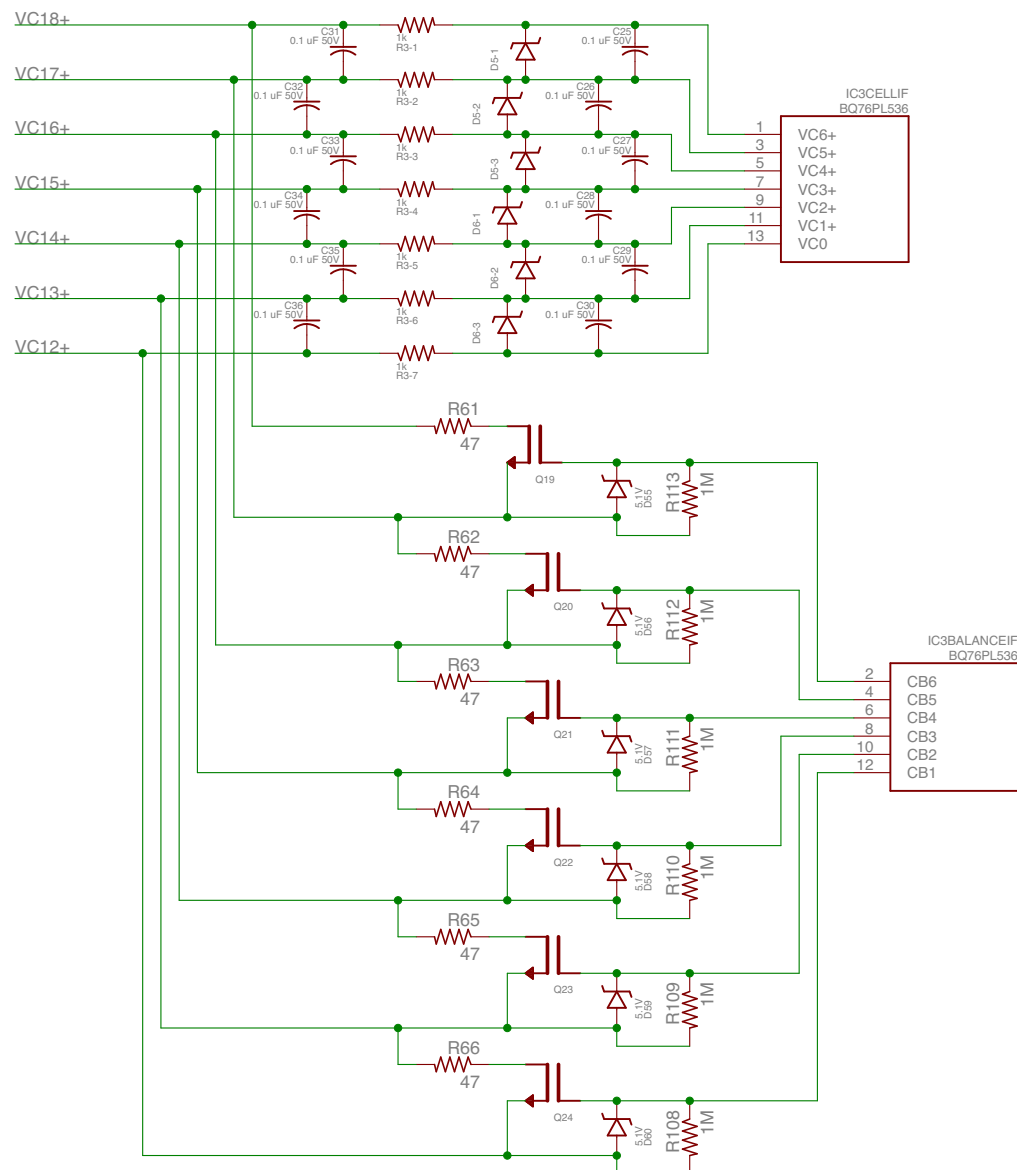 VC18+
C31
0.1 uF 50V
1k
R3-1
D5-1
C25
0.1 uF 50V
VC17+
C32
0.1 uF 50V
1k
R3-2
D5-2
C26
0.1 uF 50V
VC16+
C33
0.1 uF 50V
1k
R3-3
D5-3
C27
0.1 uF 50V
VC15+
C34
0.1 uF 50V
1k
R3-4
D6-1
C28
0.1 uF 50V
VC14+
C35
0.1 uF 50V
1k
R3-5
D6-2
C29
0.1 uF 50V
VC13+
C36
0.1 uF 50V
1k
R3-6
D6-3
C30
0.1 uF 50V
VC12+
1k
R3-7
IC3CELLIF
BQ76PL536
1 VC6+
3 VC5+
5 VC4+
7 VC3+
9 VC2+
11 VC1+
13 VC0
R61
47
Q19
5.1V
D55
R113
1M
R62
47
Q20
5.1V
D56
R112
1M
R63
47
Q21
5.1V
D57
R111
1M
R64
47
Q22
5.1V
D58
R110
1M
R65
47
Q23
5.1V
D59
R109
1M
R66
47
Q24
5.1V
D60
R108
1M
IC3BALANCEIF
BQ76PL536
2 CB6
4 CB5
6 CB4
8 CB3
10 CB2
12 CB1